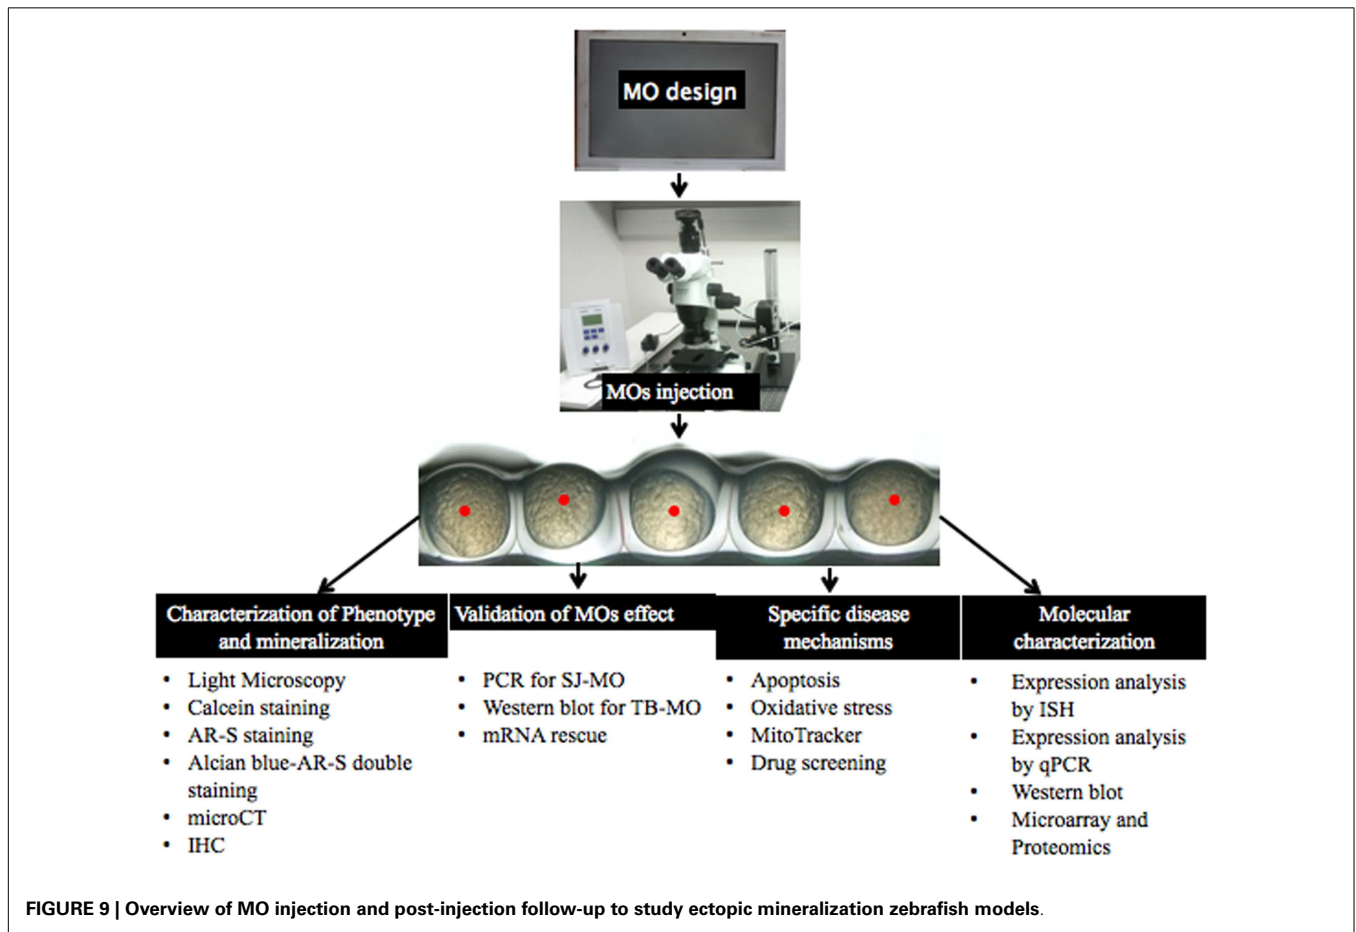 MO design
MOs injection
Characterization of Phenotype
and mineralization
• Light Microscopy
• Calcein staining
• AR-S staining
• Alcian blue-AR-S double
staining
• microCT
• IHC
Validation of MOs effect
• PCR for SJ-MO
• Western blot for TB-MO
• mRNA rescue
Specific disease
mechanisms
• Apoptosis
• Oxidative stress
• MitoTracker
• Drug screening
Molecular
characterization
• Expression analysis
by ISH
• Expression analysis
by qPCR
• Western blot
• Microarray and
Proteomics
FIGURE 9 | Overview of MO injection and post-injection follow-up to study ectopic mineralization zebrafish models.